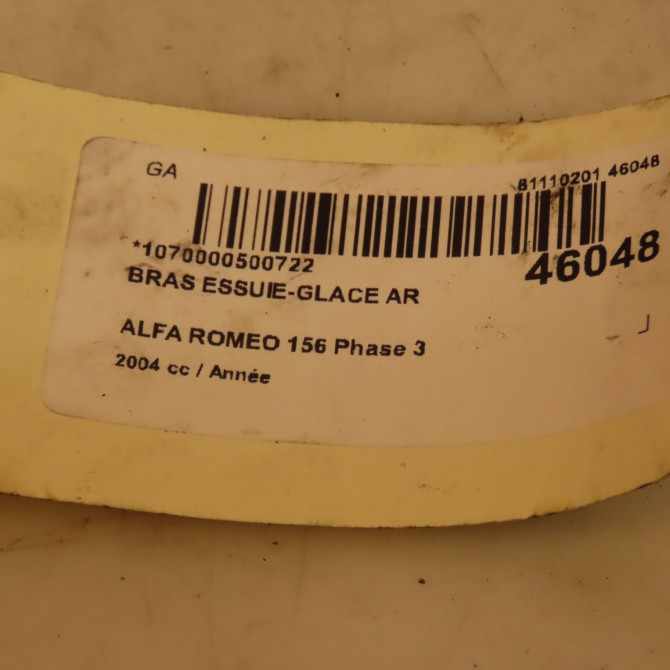 GA
81110201 46048
*1070000500722
46048
BRAS ESSUIE-GLACE AR
ALFA ROMEO 156 Phase 3
2004 cc / Année